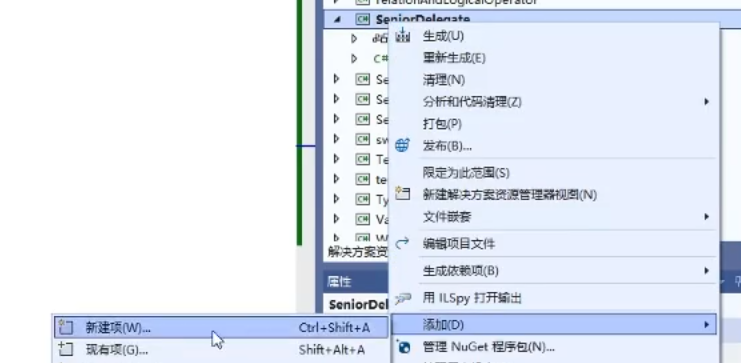 relationAndLogicalOperator
SeniorDelegate
生成(U)
重新生成(E)
C#
清理(N)
Se
分析和代码清理(Z)
Se
打包(P)
Se
发布(B)...
sw
Te
限定为此范围(S)
te
新建解决方案资源管理器视图(N)
Ty
文件嵌套
Va
编辑项目文件
解决方案资
生成依赖项(B)
属性
用 ILSpy 打开输出
SeniorDel
添加(D)
新建项(W)... Ctrl+Shift+A
现有项(G)... Shift+Alt+A
管理 NuGet 程序包(N)...